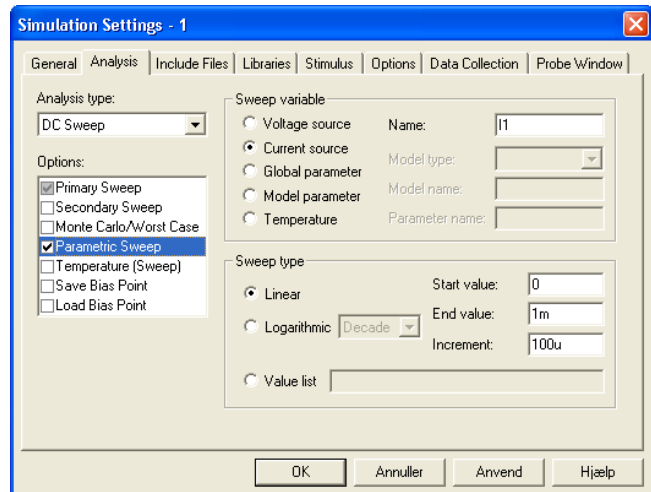 Simulation Settings - 1
General Analysis Include Files Libraries Stimulus Options Data Collection Probe Window
Analysis type:
DC Sweep
Options:
Primary Sweep
Secondary Sweep
Monte Carlo/Worst Case
Parametric Sweep
Temperature (Sweep)
Save Bias Point
Load Bias Point
Sweep variable
Voltage source
Current source
Global parameter
Model parameter
Temperature
Name: I1
Model type:
Model name:
Parameter name:
Sweep type
Linear
Logarithmic Decade
Value list
Start value: 0
End value: 1m
Increment: 100u
OK Annuller Anvend Hjælp